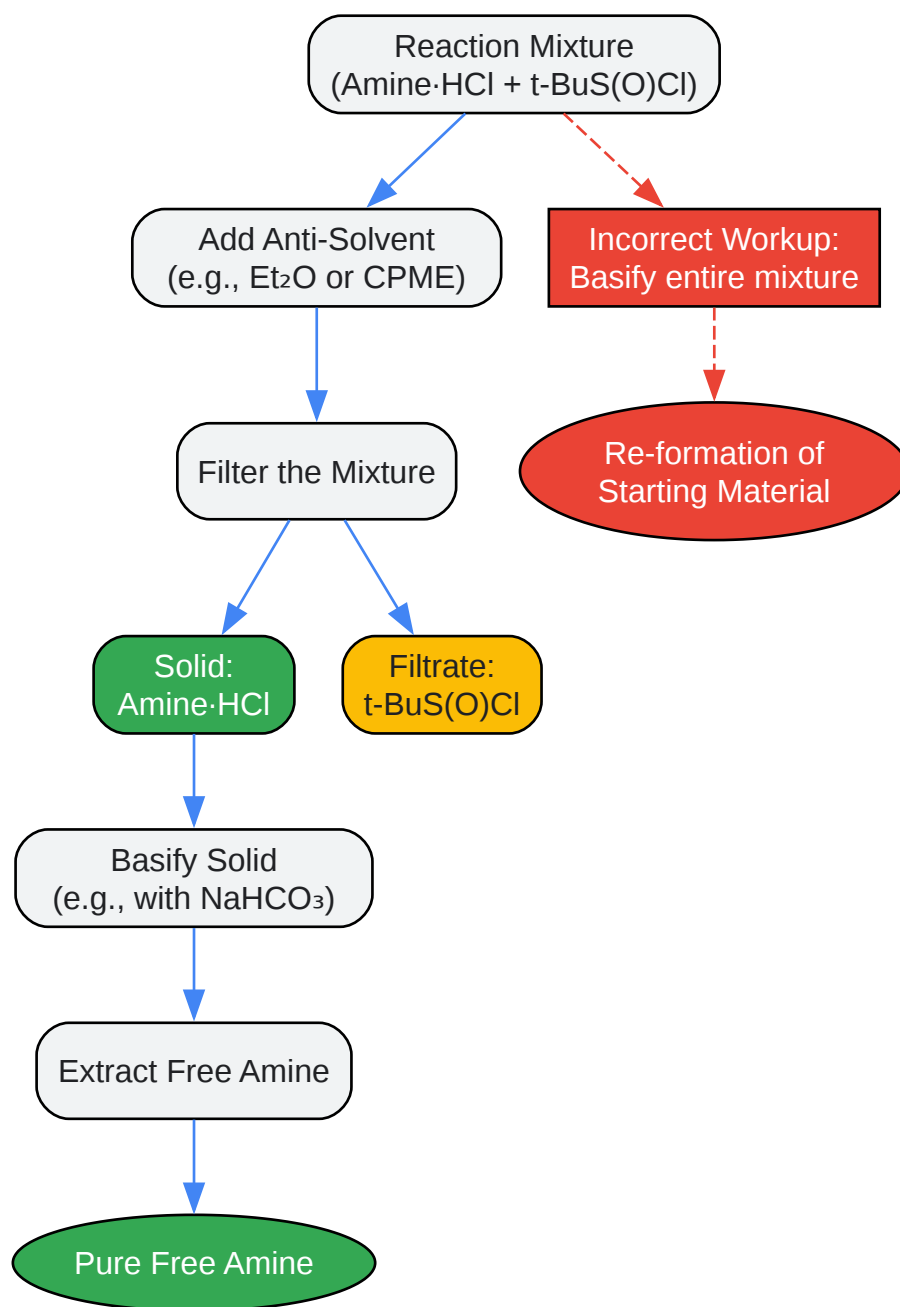 Reaction Mixture
(Amine·HCl + t-BuS(O)Cl)
Add Anti-Solvent
(e.g., Et₂O or CPME)
Incorrect Workup:
Basify entire mixture
Filter the Mixture
Re-formation of
Starting Material
Solid:
Amine·HCl
Filtrate:
t-BuS(O)Cl
Basify Solid
(e.g., with NaHCO₃)
Extract Free Amine
Pure Free Amine